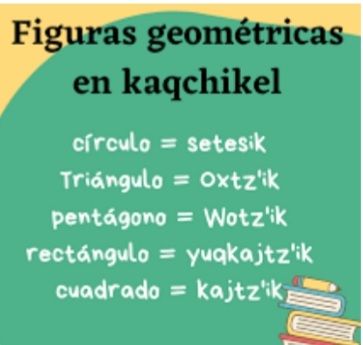 Figuras geométricas
en kaqchikel
círculo = setesik
Triángulo = Oxtz'ik
pentágono = Wotz'ik
rectángulo = yuqkajtz'ik
cuadrado = kajtz'ik